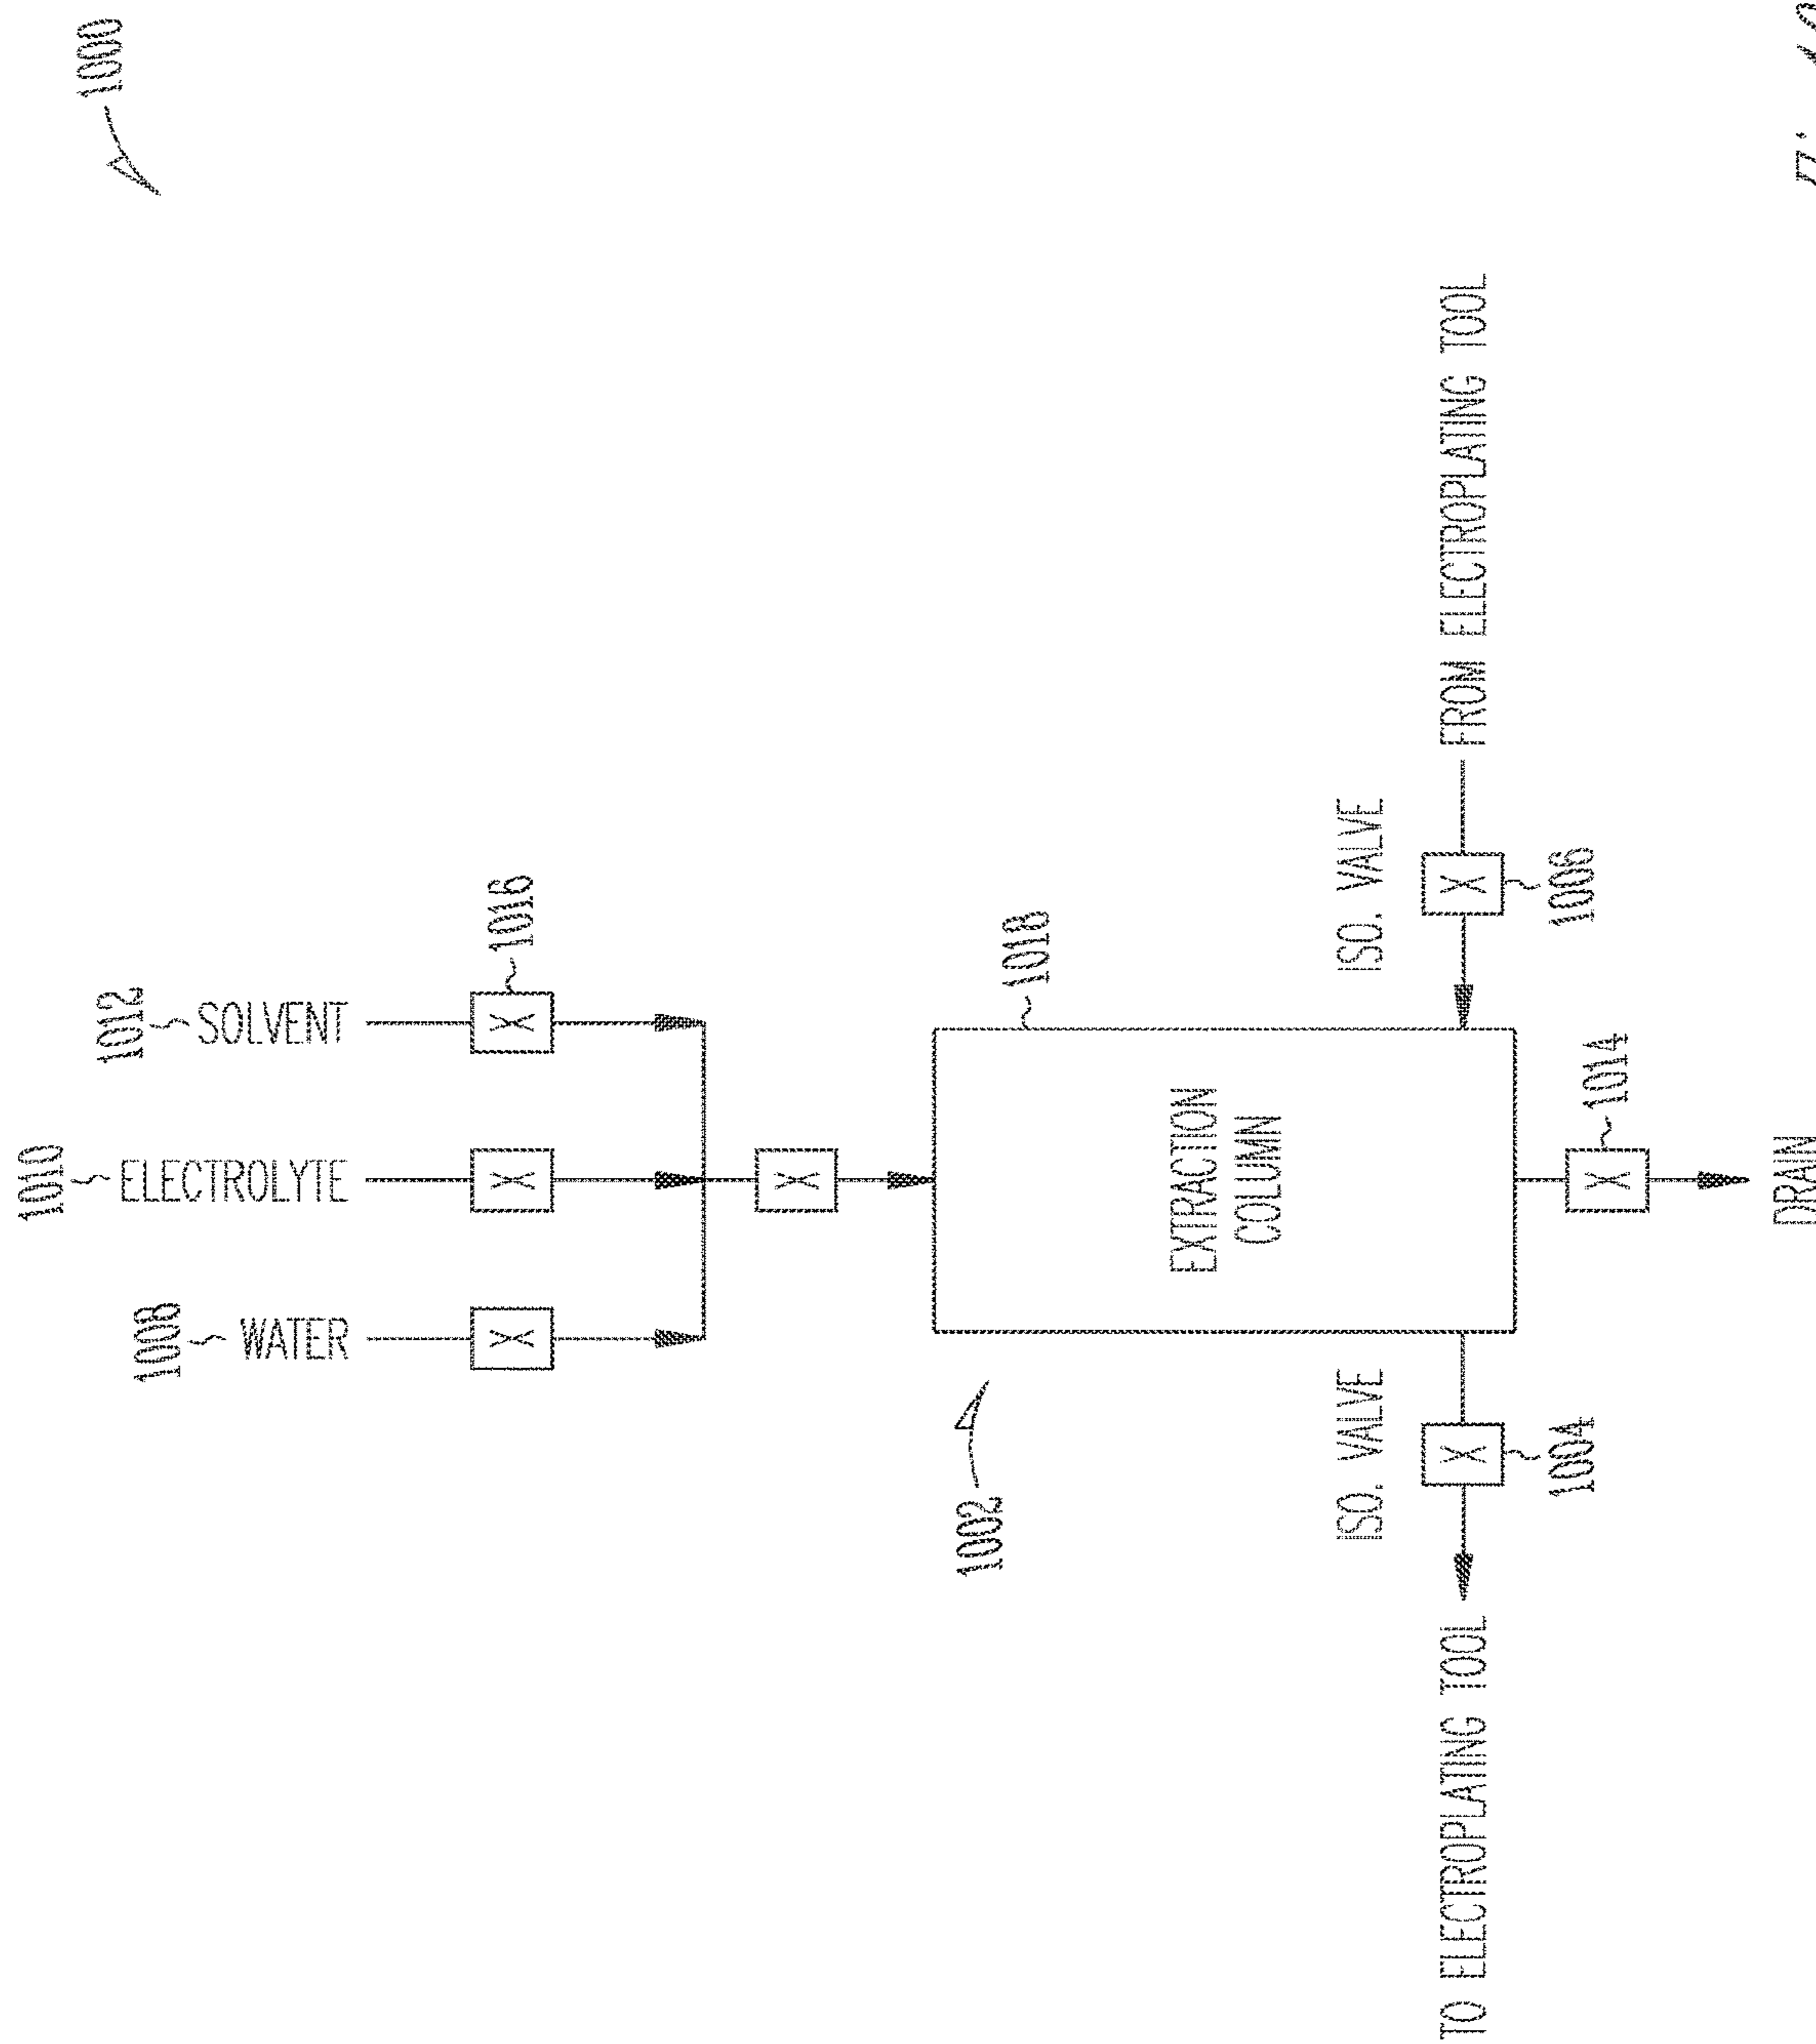 1010
1000
1012
1008
WATER
ELECTROLYTE
SOLVENT
1016
X
X
X
X
1002
1018
EXTRACTION
COLUMN
ISO. VALVE
ISO. VALVE
TO ELECTROPLATING TOOL
X
X
FROM ELECTROPLATING TOOL
1004
1006
X
1014
DRAIN